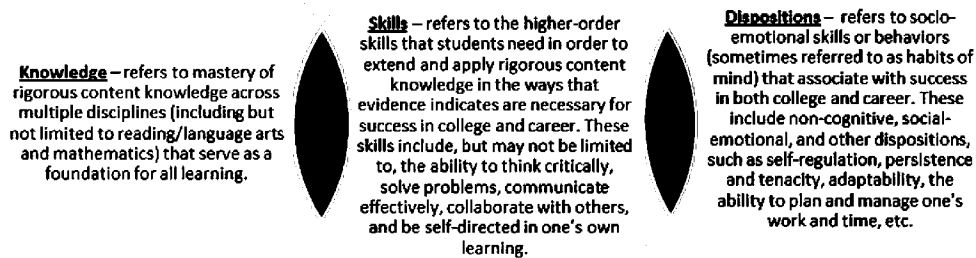 Knowledge – refers to mastery of
rigorous content knowledge across
multiple disciplines (including but
not limited to reading/language arts
and mathematics) that serve as a
foundation for all learning.
Skills – refers to the higher-order
skills that students need in order to
extend and apply rigorous content
knowledge in the ways that
evidence indicates are necessary for
success in college and career. These
skills include, but may not be limited
to, the ability to think critically,
solve problems, communicate
effectively, collaborate with others,
and be self-directed in one's own
learning.
Dispositions – refers to socio-
emotional skills or behaviors
(sometimes referred to as habits of
mind) that associate with success
in both college and career. These
include non-cognitive, social-
emotional, and other dispositions,
such as self-regulation, persistence
and tenacity, adaptability, the
ability to plan and manage one's
work and time, etc.